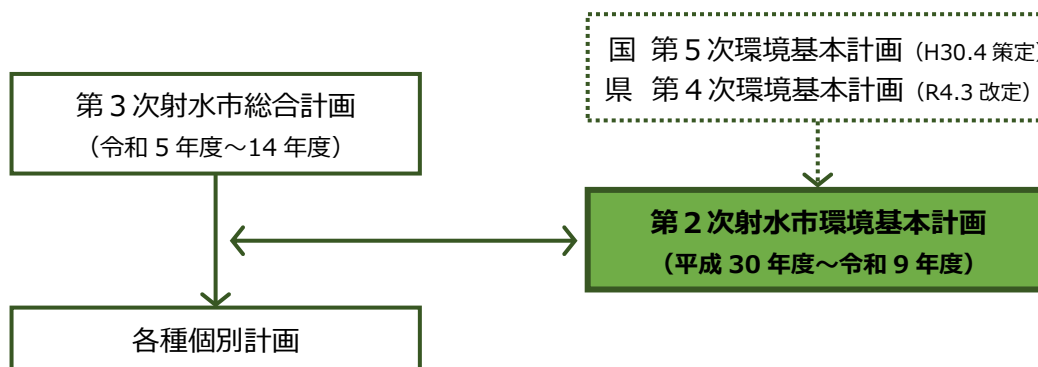 国 第５次環境基本計画（H30.4 策定）
県 第４次環境基本計画（R4.3 改定）
第３次射水市総合計画
（令和 5 年度～14 年度）
第２次射水市環境基本計画
（平成 30 年度～令和 9 年度）
各種個別計画